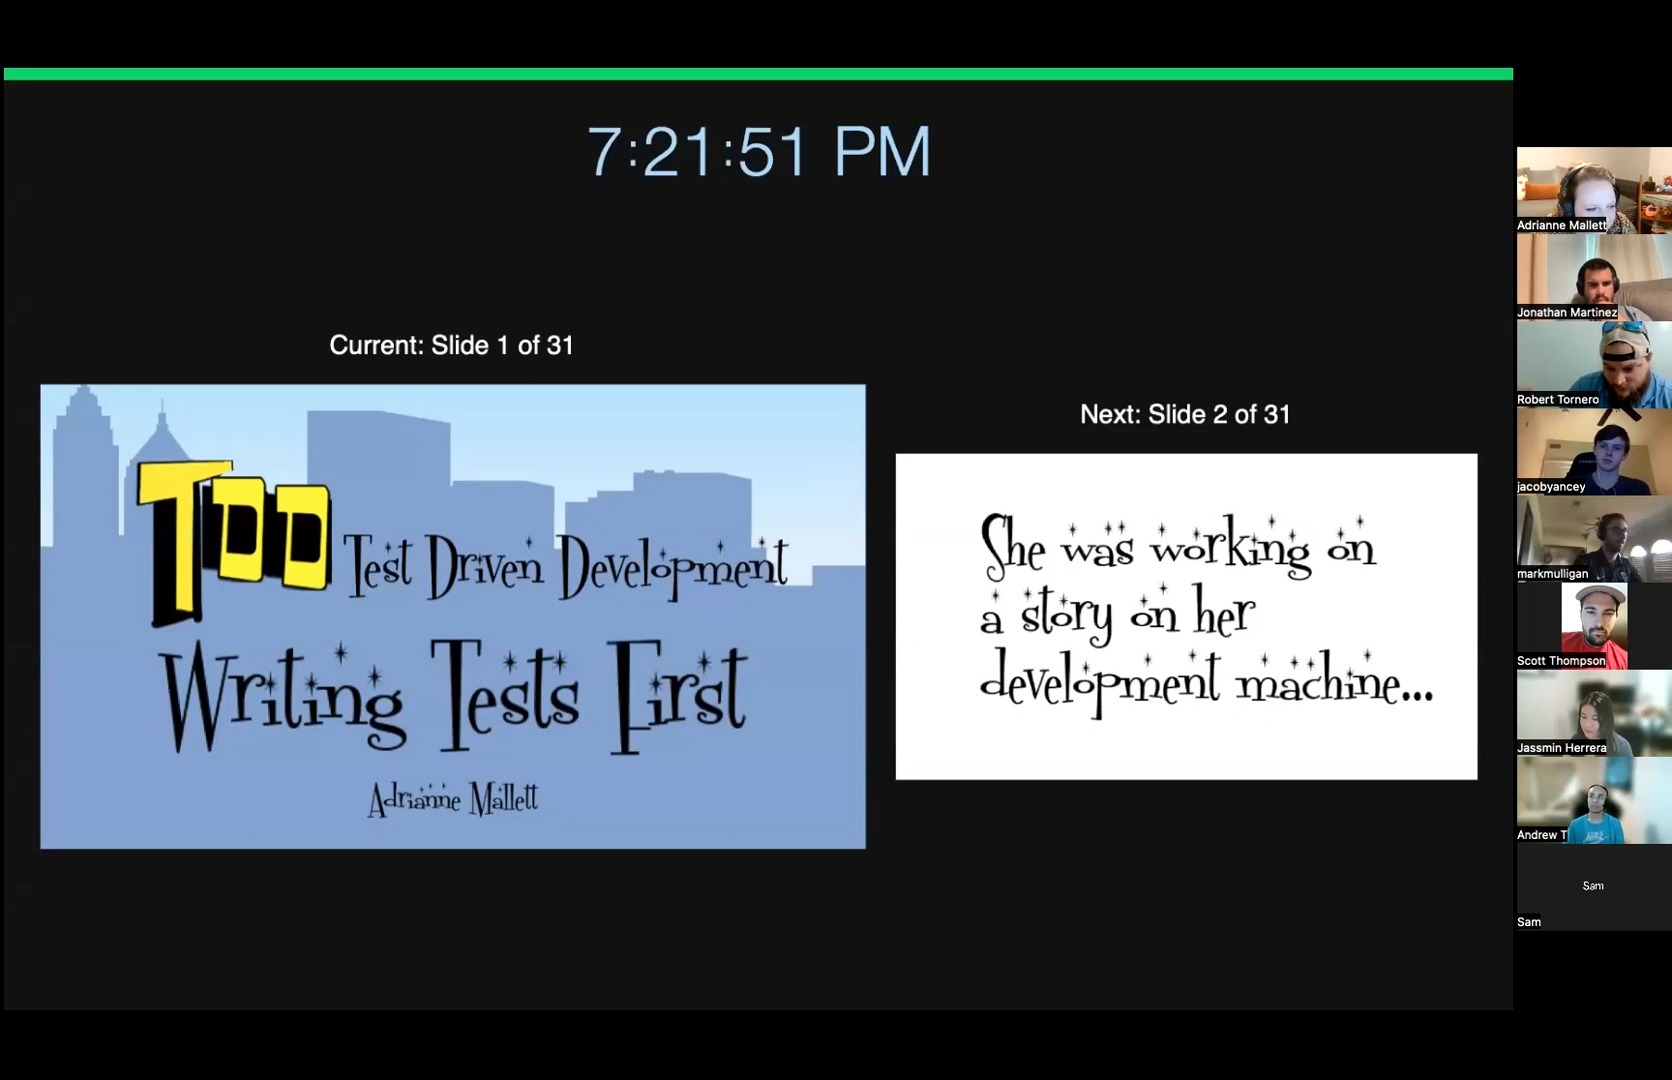 7:21:51 PM
Current: Slide 1 of 31
TDD Test Driven Development
Writing Tests First
Adrianne Mallett
Next: Slide 2 of 31
She was working on
a story on her
development machine...
Adrianne Mallett
Jonathan Martinez
Robert Tornero
jacobyancey
markmulligan
Scott Thompson
Jassmin Herrera
Andrew T
Sam
Sam